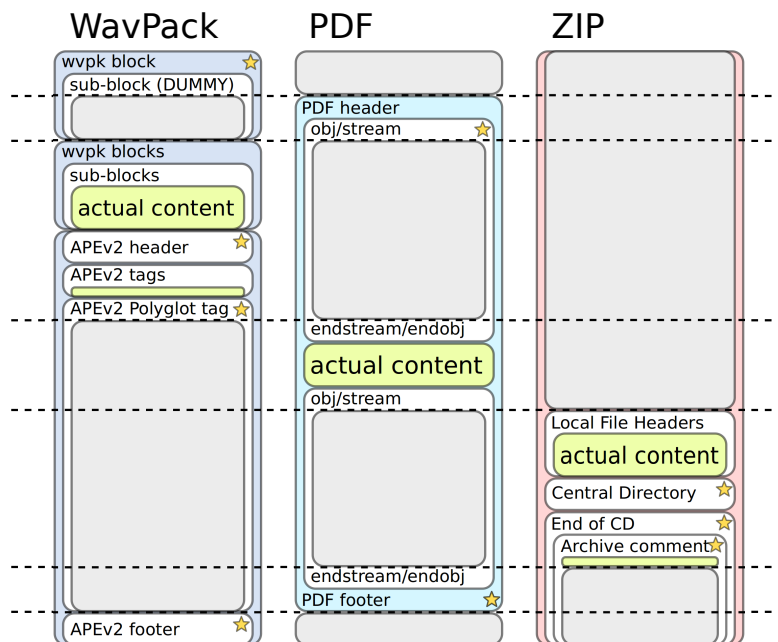 WavPack
wvpk block
sub-block (DUMMY)
wvpk blocks
sub-blocks
actual content
APEv2 header
APEv2 tags
APEv2 Polyglot tag
APEv2 footer
PDF
PDF header
obj/stream
endstream/endobj
actual content
obj/stream
endstream/endobj
PDF footer
ZIP
Local File Headers
actual content
Central Directory
End of CD
Archive comment